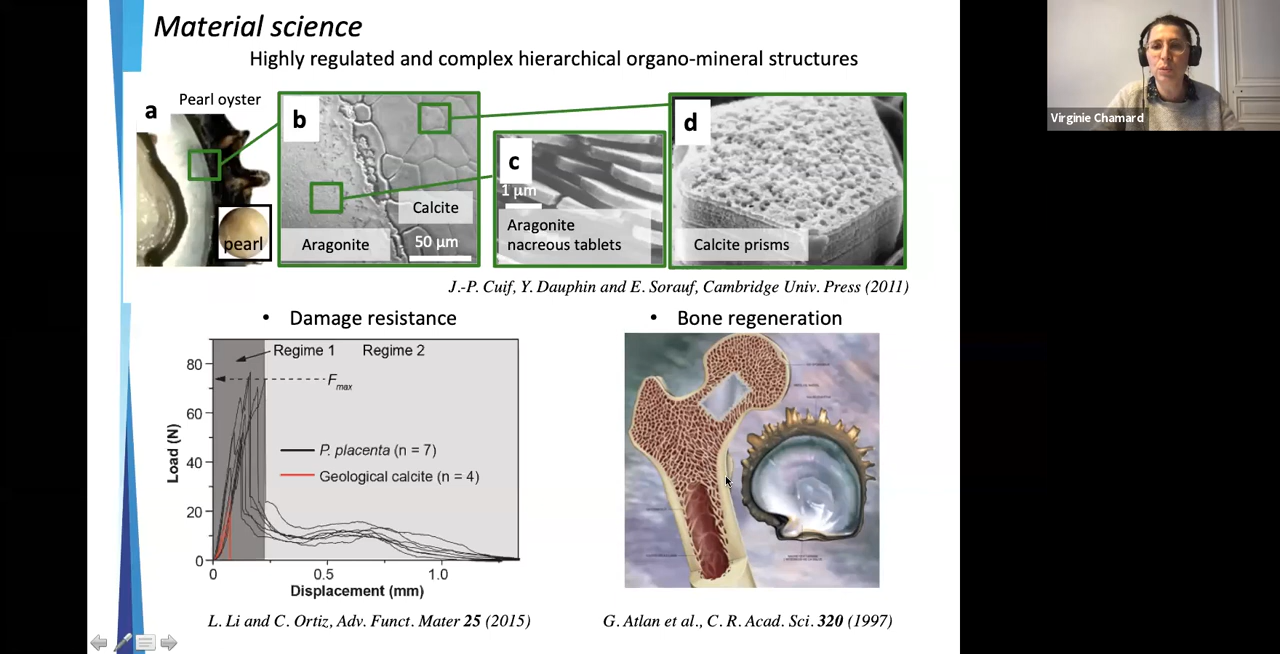 Material science
Highly regulated and complex hierarchical organo-mineral structures
Virginie Chamard
a
Pearl oyster
pearl
b
Calcite
Aragonite
50 µm
c
1 µm
Aragonite
nacreous tablets
d
Calcite prisms
J.-P. Cuif, Y. Dauphin and E. Sorauf, Cambridge Univ. Press (2011)
• Damage resistance
Regime 1 Regime 2
Fmax
P. placenta (n = 7)
Geological calcite (n = 4)
Load (N)
80
60
40
20
0
0 0.5 1.0
Displacement (mm)
L. Li and C. Ortiz, Adv. Funct. Mater 25 (2015)
• Bone regeneration
G. Atlan et al., C. R. Acad. Sci. 320 (1997)